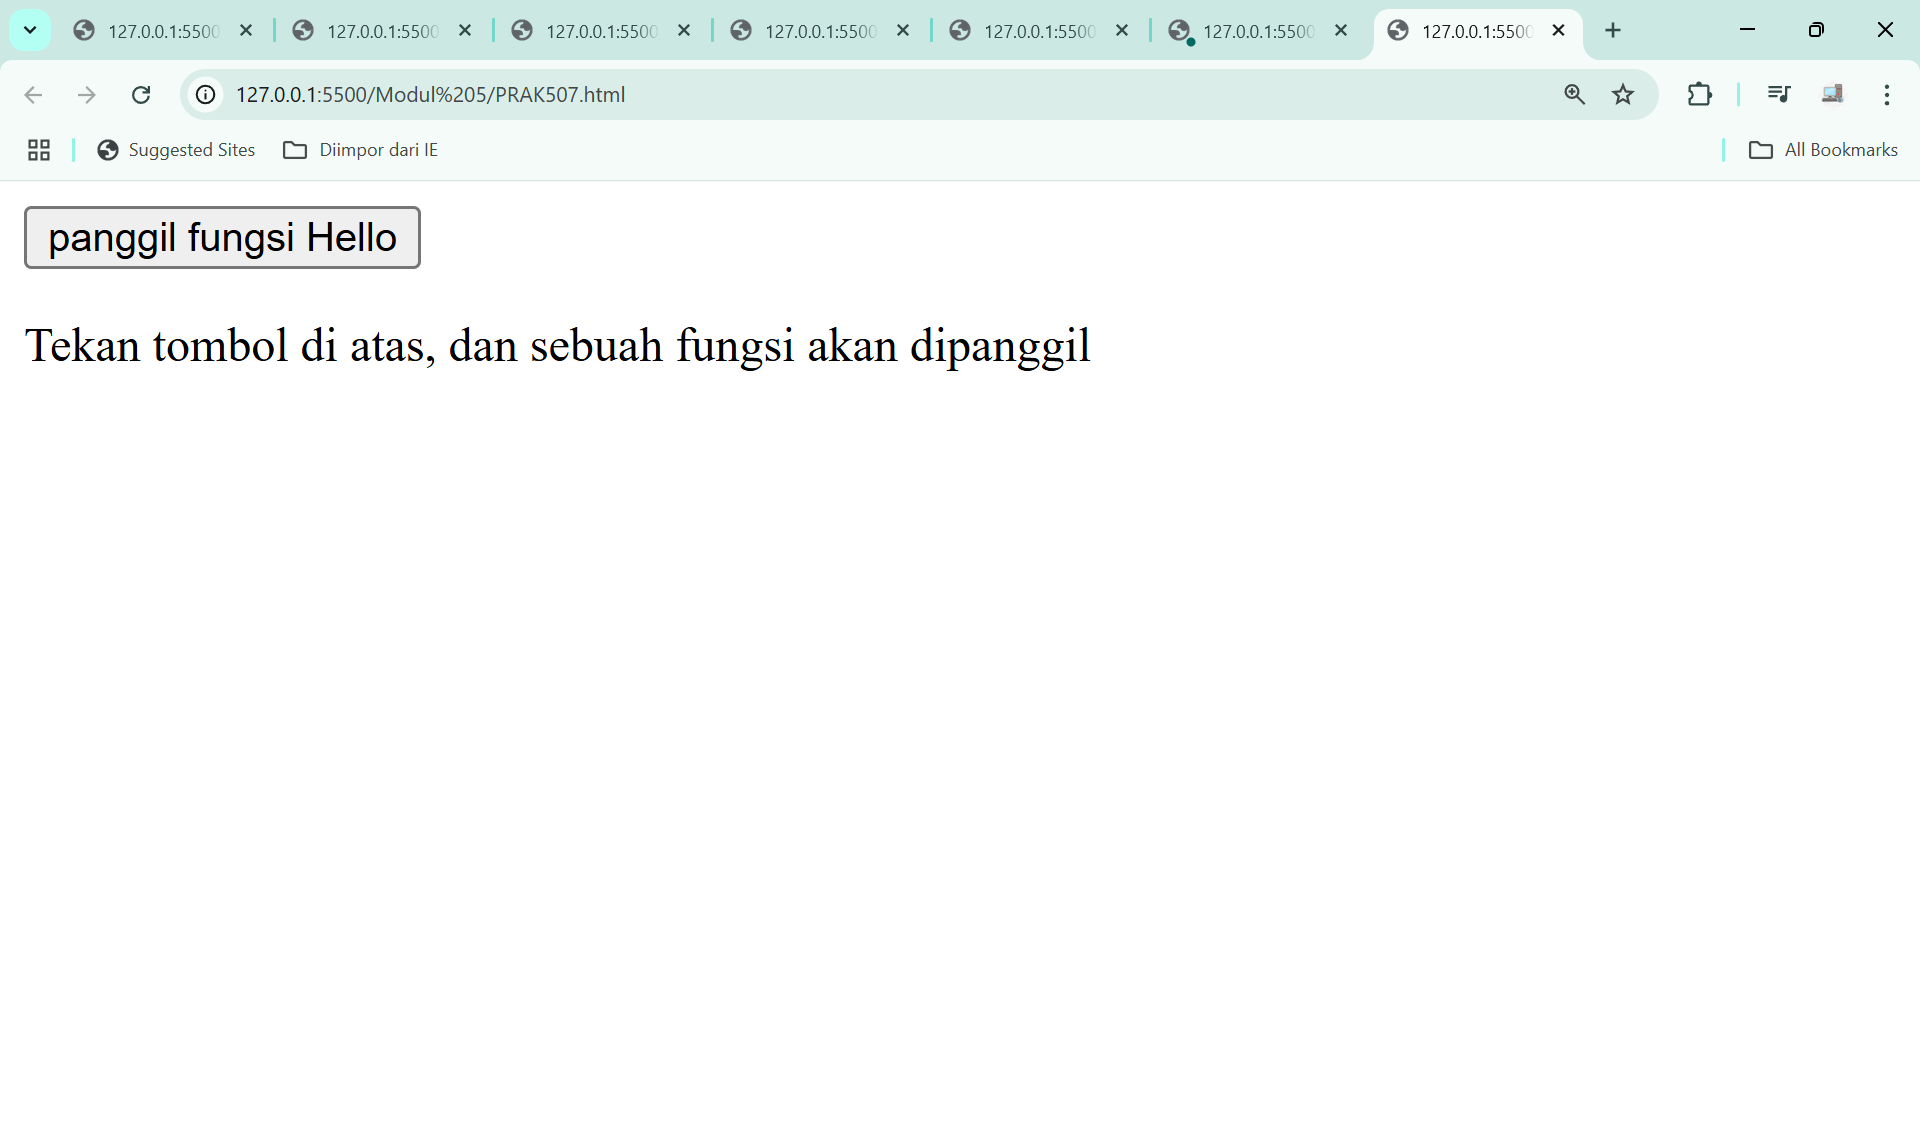 127.0.0.1:5500 127.0.0.1:5500 127.0.0.1:5500 127.0.0.1:5500 127.0.0.1:5500 127.0.0.1:5500 127.0.0.1:5500
127.0.0.1:5500/Modul%205/PRAK507.html
Suggested Sites Diimpor dari IE All Bookmarks
panggil fungsi Hello
Tekan tombol di atas, dan sebuah fungsi akan dipanggil